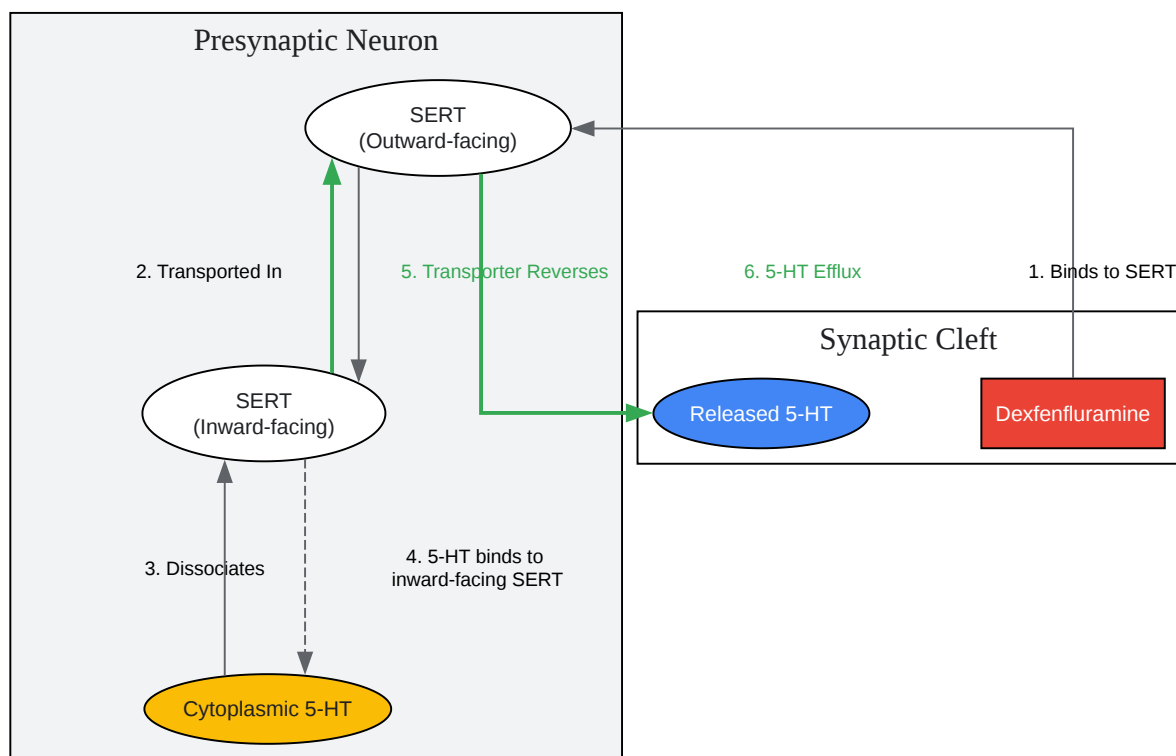 Presynaptic Neuron
SERT
(Outward-facing)
2. Transported In
5. Transporter Reverses
6. 5-HT Efflux
1. Binds to SERT
Synaptic Cleft
SERT
(Inward-facing)
Released 5-HT
Dexfenfluramine
3. Dissociates
4. 5-HT binds to
inward-facing SERT
Cytoplasmic 5-HT